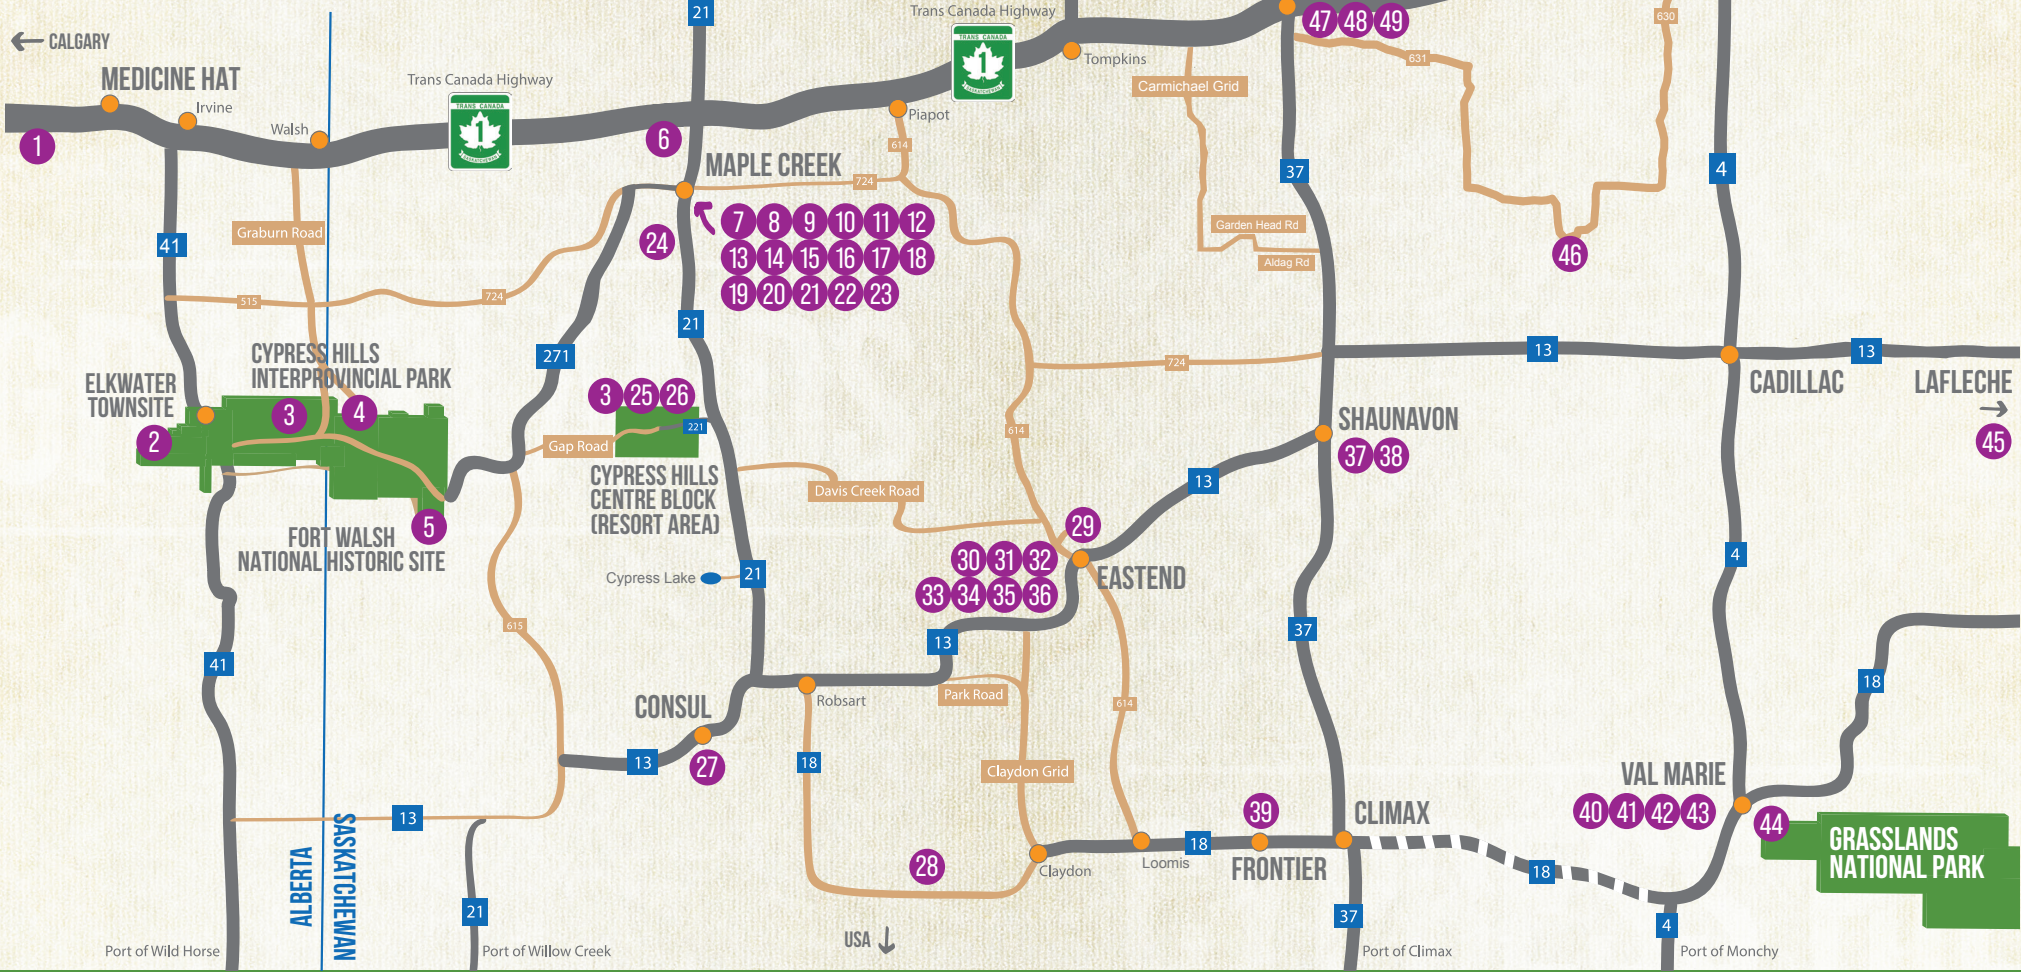 21
Trans Canada Highway
47 48 49
630
CALGARY
MEDICINE HAT
Trans Canada Highway
TRANS CANADA
1
Tompkins
631
Carmichael Grid
Irvine
Walsh
TRANS CANADA
1
SASKATCHEWAN
Piapot
1
6
614
MAPLE CREEK
724
37
4
7 8 9 10 11 12
13 14 15 16 17 18
19 20 21 22 23
Graburn Road
41
24
Garden Head Rd
Aldag Rd
46
515
724
21
271
13
13
724
CYPRESS HILLS
INTERPROVINCIAL PARK
ELKWATER
TOWNSITE
CADILLAC
LAFLECHE
45
3
4
2
3 25 26
221
SHAUNAVON
37 38
614
Gap Road
CYPRESS HILLS
CENTRE BLOCK
(RESORT AREA)
Davis Creek Road
13
5
FORT WALSH
NATIONAL HISTORIC SITE
29
30 31 32
33 34 35 36
EASTEND
4
Cypress Lake
21
615
37
13
41
18
Park Road
614
CONSUL
Robsart
13
27
18
Claydon Grid
VAL MARIE
40 41 42 43
44
GRASSLANDS
NATIONAL PARK
13
39
CLIMAX
18
FRONTIER
Loomis
Claydon
28
18
ALBERTA
SASKATCHEWAN
21
37
4
USA
Port of Wild Horse
Port of Willow Creek
Port of Climax
Port of Monchy